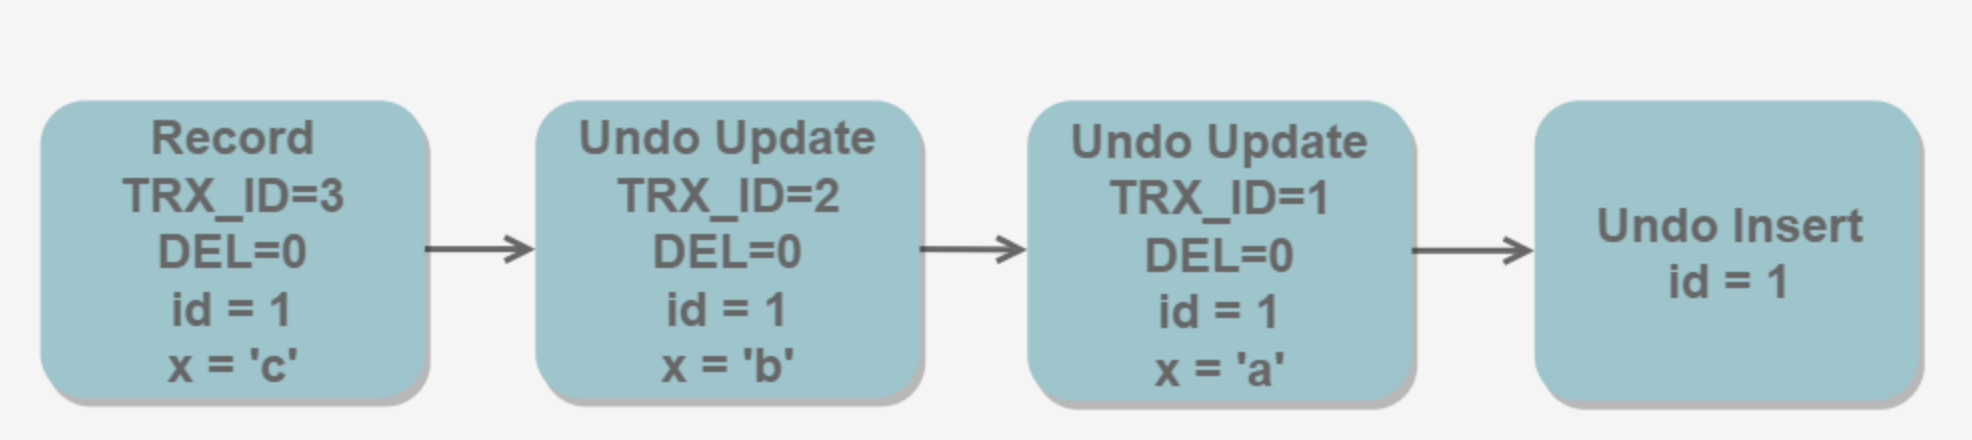 Record
TRX_ID=3
DEL=0
id = 1
x = 'c'
Undo Update
TRX_ID=2
DEL=0
id = 1
x = 'b'
Undo Update
TRX_ID=1
DEL=0
id = 1
x = 'a'
Undo Insert
id = 1